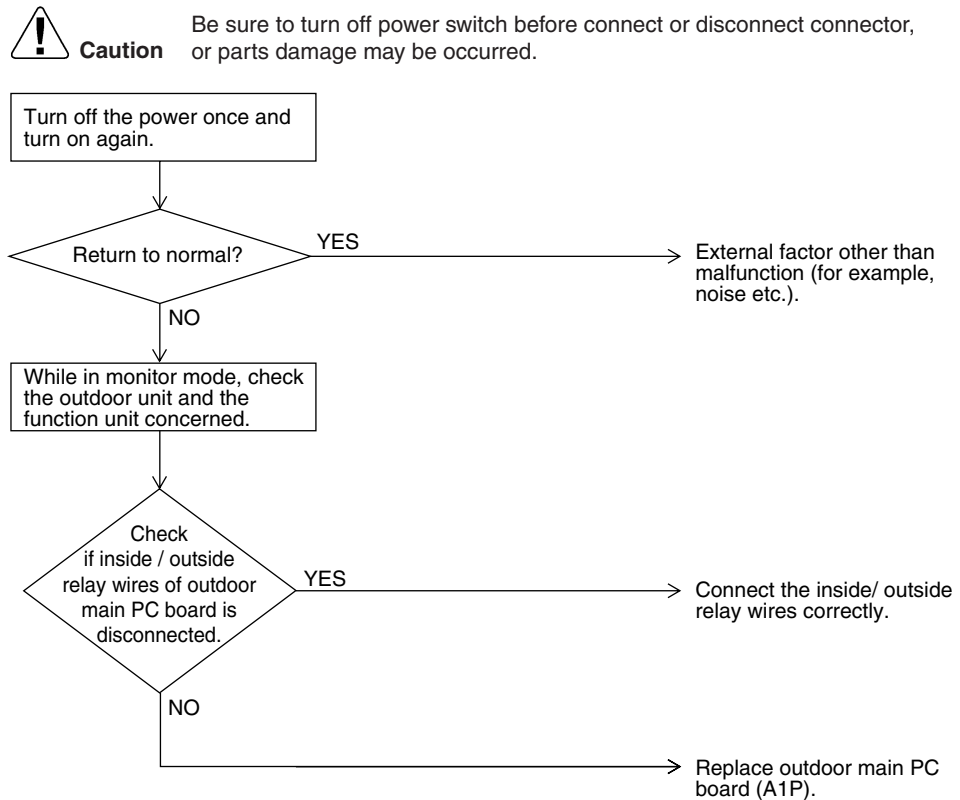 Be sure to turn off power switch before connect or disconnect connector,
Caution or parts damage may be occurred.
Turn off the power once and
turn on again.
Return to normal?
YES
External factor other than
malfunction (for example,
noise etc.).
NO
While in monitor mode, check
the outdoor unit and the
function unit concerned.
Check
if inside / outside
relay wires of outdoor
main PC board is
disconnected.
YES
Connect the inside/ outside
relay wires correctly.
NO
Replace outdoor main PC
board (A1P).